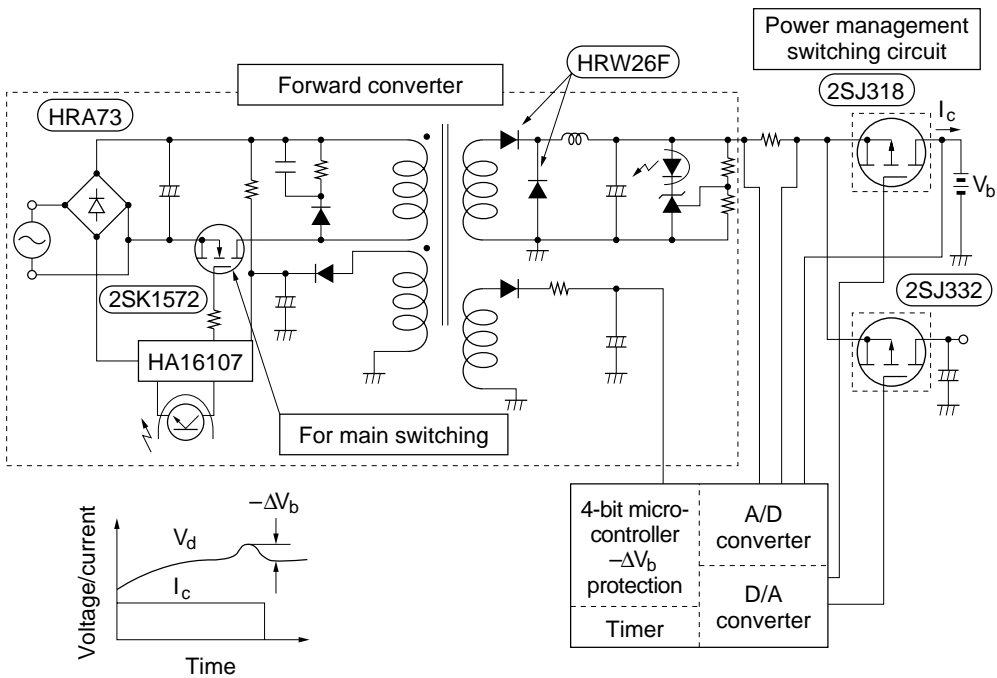 Power management
switching circuit
HRW26F
Forward converter
2SJ318
HRA73
I_c
V_b
2SK1572
2SJ332
HA16107
For main switching
−ΔV_b
V_d
I_c
Voltage/current
Time
4-bit micro-
controller
−ΔV_b
protection
A/D
converter
Timer
D/A
converter